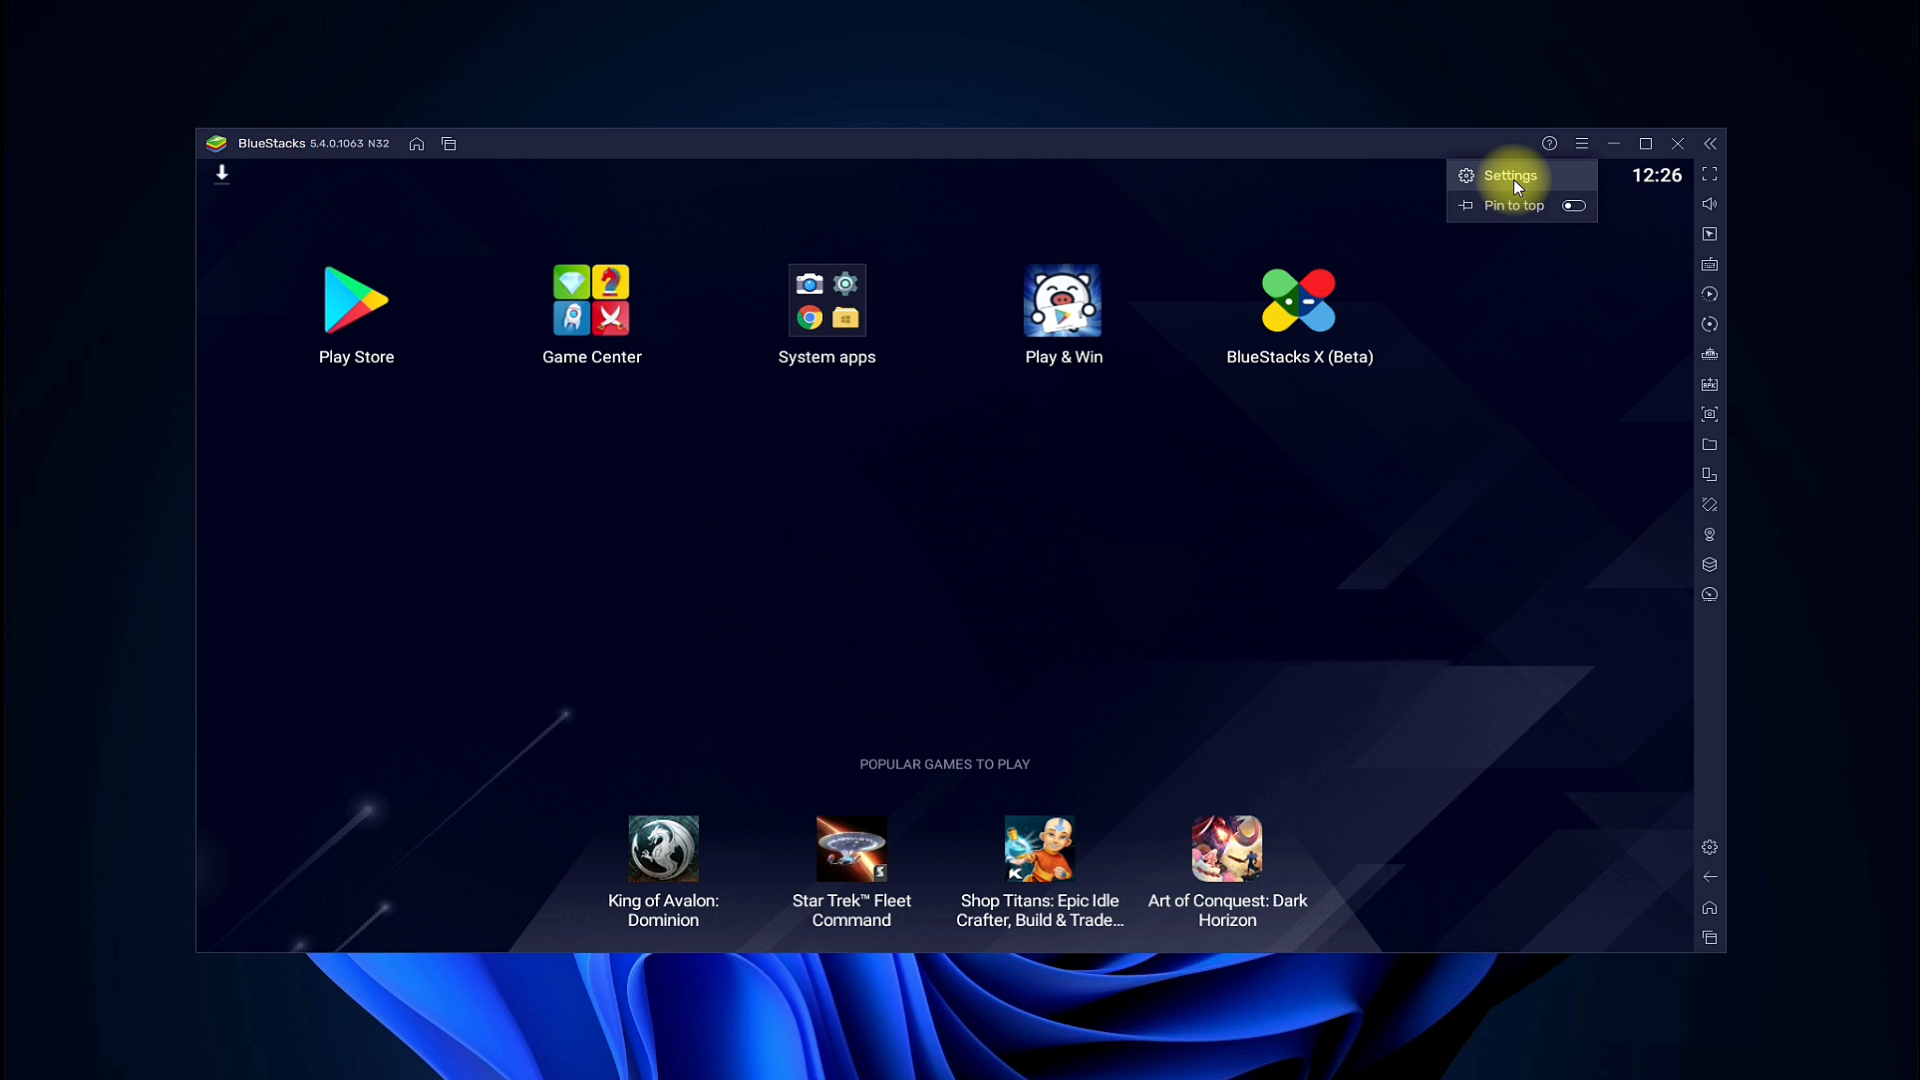 BlueStacks 5.4.0.1063 N32
Settings
12:26
Pin to top
Play Store
Game Center
System apps
Play & Win
BlueStacks X (Beta)
POPULAR GAMES TO PLAY
King of Avalon:
Dominion
Star Trek™ Fleet
Command
Shop Titans: Epic Idle
Crafter, Build & Trade...
Art of Conquest: Dark
Horizon